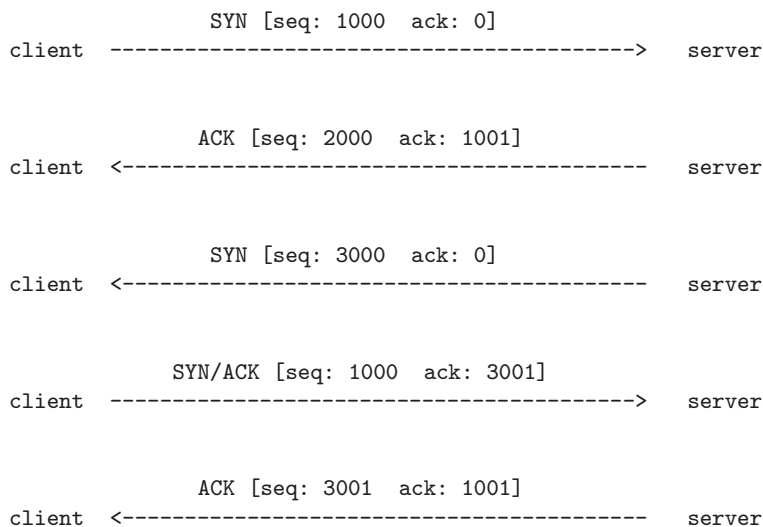 SYN [seq: 1000 ack: 0]
client ------------------------------------------> server
ACK [seq: 2000 ack: 1001]
client <------------------------------------------ server
SYN [seq: 3000 ack: 0]
client <------------------------------------------ server
SYN/ACK [seq: 1000 ack: 3001]
client ------------------------------------------> server
ACK [seq: 3001 ack: 1001]
client <------------------------------------------ server